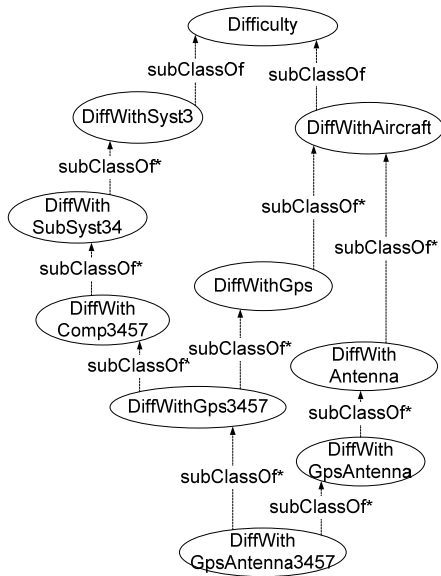 Difficulty
subClassOf
subClassOf
DiffWithSyst3
DiffWithAircraft
subClassOf*
DiffWith
SubSyst34
subClassOf*
subClassOf*
subClassOf*
DiffWithGps
DiffWith
Comp3457
DiffWith
Antenna
subClassOf*
subClassOf*
DiffWithGps3457
subClassOf*
DiffWith
GpsAntenna
subClassOf*
subClassOf*
DiffWith
GpsAntenna3457